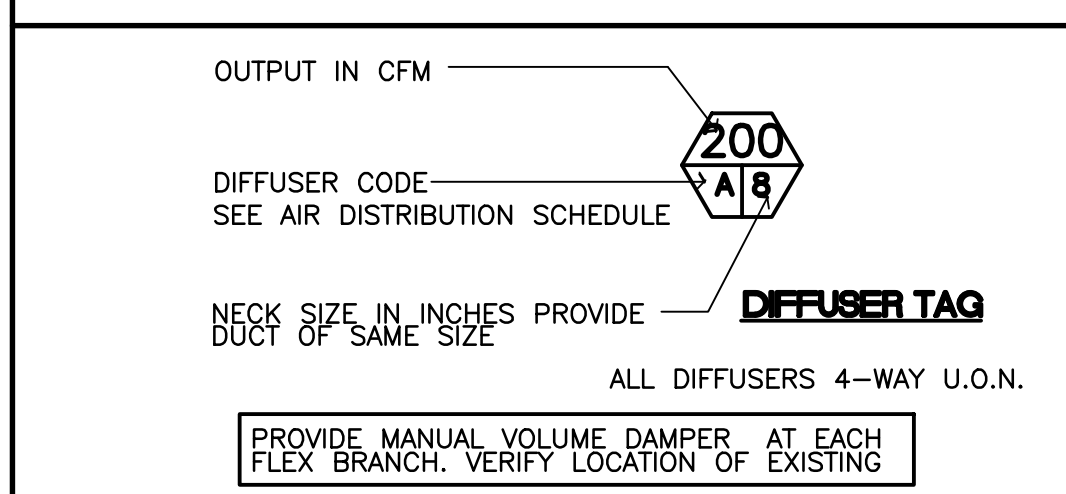 OUTPUT IN CFM
200
DIFFUSER CODE
A 8
SEE AIR DISTRIBUTION SCHEDULE
NECK SIZE IN INCHES PROVIDE
DUCT OF SAME SIZE
DIFFUSER TAG
ALL DIFFUSERS 4-WAY U.O.N.
PROVIDE MANUAL VOLUME DAMPER AT EACH
FLEX BRANCH. VERIFY LOCATION OF EXISTING